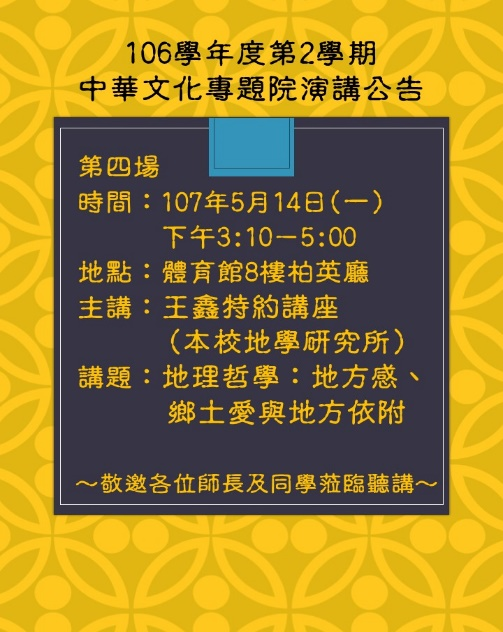 106學年度第2學期
中華文化專題院演講公告
第四場
時間：107年5月14日(一)
下午3:10－5:00
地點：體育館8樓柏英廳
主講：王鑫特約講座
(本校地學研究所)
講題：地理哲學：地方感、
鄉土愛與地方依附
～敬邀各位師長及同學蒞臨聽講～